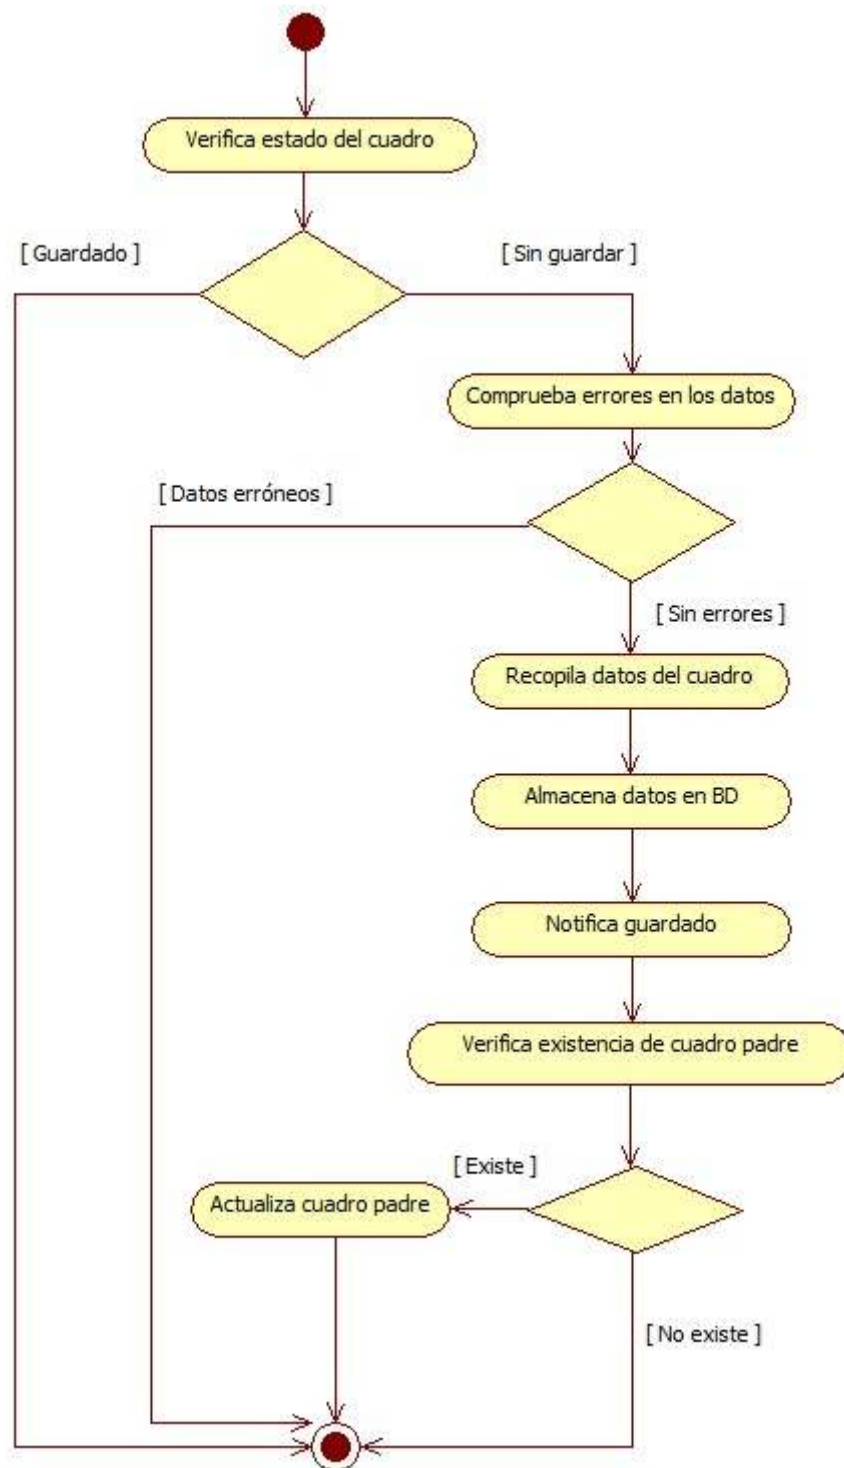 Verifica estado del cuadro
[ Guardado ]
[ Sin guardar ]
Comprueba errores en los datos
[ Datos erróneos ]
[ Sin errores ]
Recopila datos del cuadro
Almacena datos en BD
Notifica guardado
Verifica existencia de cuadro padre
[ Existe ]
Actualiza cuadro padre
[ No existe ]